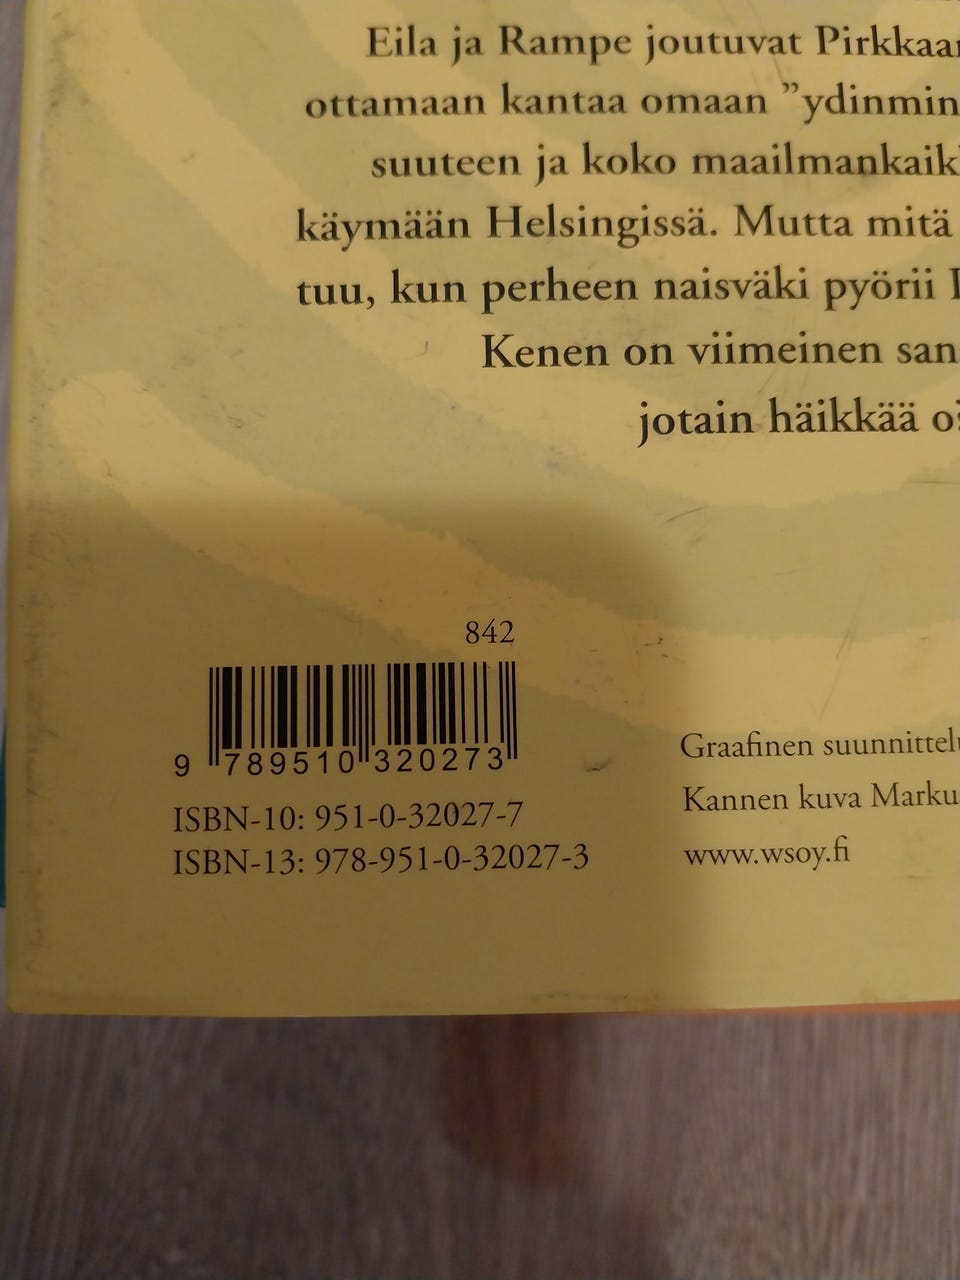 Eila ja Rampe joutuvat
ottamaan kantaa omaan
suuteen ja koko
käymään Helsingissä. Mutta mitä
tuu, kun perheen naisväki pyörii
Kenen on viimeinen
jotain häikkää
842
9 789510 320273
ISBN-10: 951-0-32027-7
ISBN-13: 978-951-0-32027-3
Graafinen
Kannen kuva
www.wsoy.fi